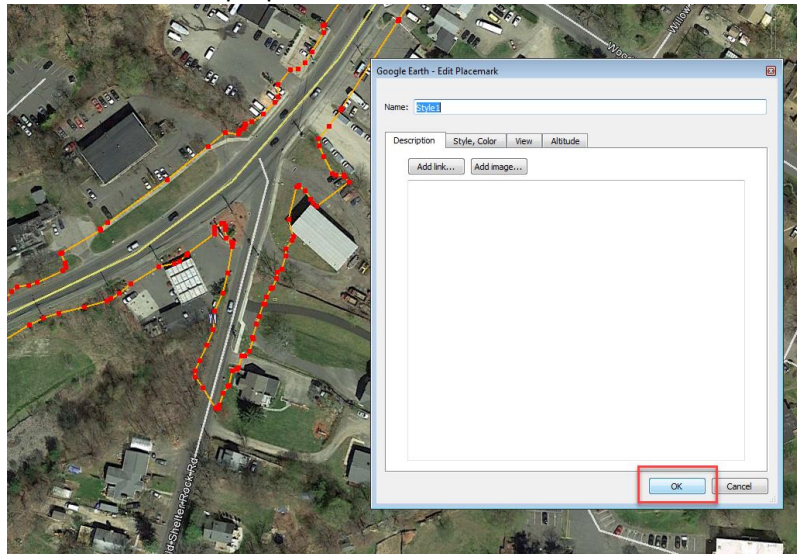 Google Earth - Edit Placemark
Name: Style1
Description Style, Color View Altitude
Add link... Add image...
OK Cancel
Shelter Rock Rd